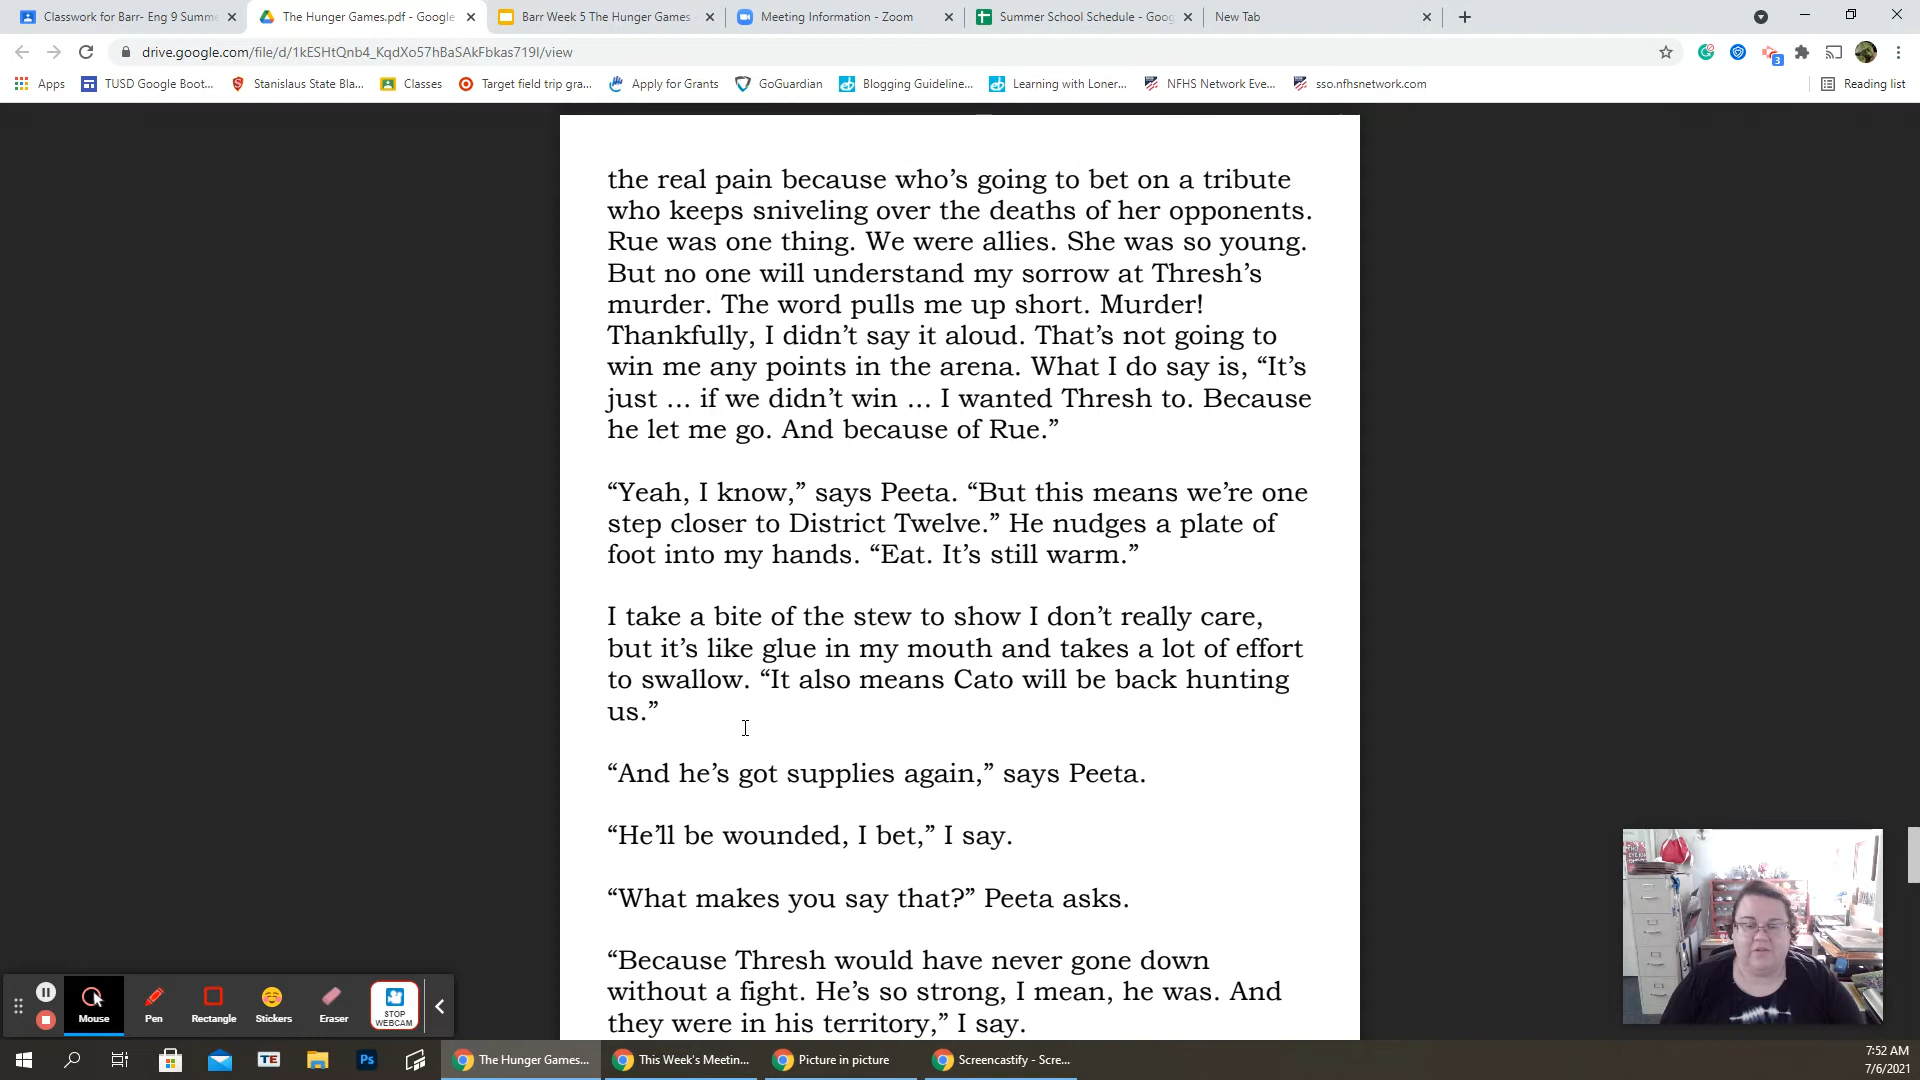 Classwork for Barr- Eng 9 Summe
The Hunger Games.pdf - Google
Barr Week 5 The Hunger Games
Meeting Information - Zoom
Summer School Schedule - Goog
New Tab
drive.google.com/file/d/1kESHtQnb4_KqdXo57hBaSAkFbkas719I/view
3
Apps
TUSD Google Boot...
Stanislaus State Bla...
Classes
Target field trip gra...
Apply for Grants
GoGuardian
Blogging Guideline...
Learning with Loner...
NFHS Network Eve...
sso.nfhsnetwork.com
Reading list
the real pain because who’s going to bet on a tribute
who keeps sniveling over the deaths of her opponents.
Rue was one thing. We were allies. She was so young.
But no one will understand my sorrow at Thresh’s
murder. The word pulls me up short. Murder!
Thankfully, I didn’t say it aloud. That’s not going to
win me any points in the arena. What I do say is, “It’s
just ... if we didn’t win ... I wanted Thresh to. Because
he let me go. And because of Rue.”
“Yeah, I know,” says Peeta. “But this means we’re one
step closer to District Twelve.” He nudges a plate of
foot into my hands. “Eat. It’s still warm.”
I take a bite of the stew to show I don’t really care,
but it’s like glue in my mouth and takes a lot of effort
to swallow. “It also means Cato will be back hunting
us.”
“And he’s got supplies again,” says Peeta.
“He’ll be wounded, I bet,” I say.
“What makes you say that?” Peeta asks.
“Because Thresh would have never gone down
without a fight. He’s so strong, I mean, he was. And
they were in his territory,” I say.
Mouse
Pen
Rectangle
Stickers
Eraser
STOP
WEBCAM
TE
Ps
The Hunger Games...
This Week's Meetin...
Picture in picture
Screencastify - Scre...
7:52 AM
7/6/2021